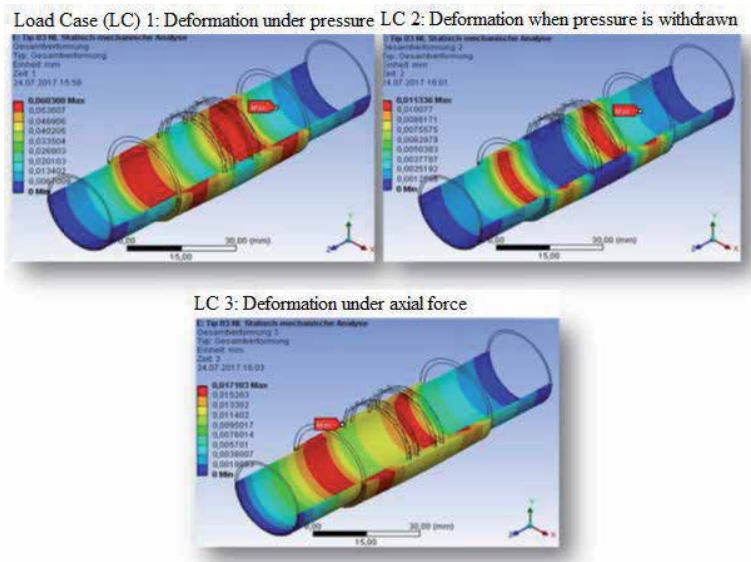 Load Case (LC) 1: Deformation under pressure
E: Tip 03 NL Statisch-mechanische Analyse
Gesamtverformung
Typ: Gesamtverformung
Einheit: mm
Zeit: 1
24.07.2017 15:58
0,060308 Max
0,053607
0,046906
0,040205
0,033504
0,026803
0,020103
0,013402
0 Min
Max
0,00
30,00 (mm)
15,00
Y
Z
X
LC 2: Deformation when pressure is withdrawn
E: Tip 03 NL Statisch-mechanische Analyse
Gesamtverformung 2
Typ: Gesamtverformung
Einheit: mm
Zeit: 2
24.07.2017 16:01
0,011336 Max
0,010077
0,0088171
0,0075575
0,0062979
0,0050383
0,0037787
0,0025192
0 Min
Max
0,00
30,00 (mm)
15,00
Y
Z
X
LC 3: Deformation under axial force
E: Tip 03 NL Statisch-mechanische Analyse
Gesamtverformung 3
Typ: Gesamtverformung
Einheit: mm
Zeit: 3
24.07.2017 16:03
0,017103 Max
0,015203
0,013302
0,011402
0,0095017
0,0076014
0,005701
0,0038007
0 Min
Max
0,00
30,00 (mm)
15,00
Y
Z
X